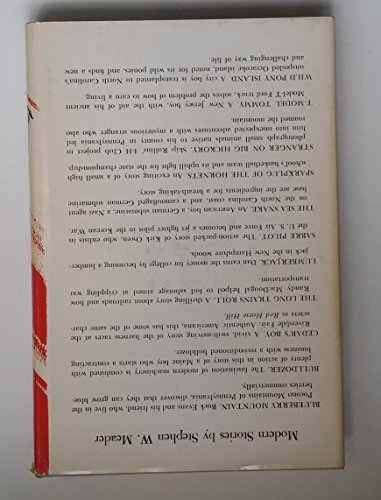 Modern Stories by Stephen W. Meader
BLUEBERRY MOUNTAIN. Buck Evans and his friend, who live in the
Pocono Mountains of Pennsylvania, discover that they can grow blue-
berries commercially.
BULLDOZER. The fascination of modern machinery is combined with
plenty of action in this story of a Maine boy who starts a contracting
business with a reconditioned bulldozer.
CEDAR'S BOY. A vivid, swift-moving story of the harness races at the
Riverdale Fair. Authentic Americana, this has some of the same char-
acters as Red Horse Hill.
THE LONG TRAINS ROLL. A thrilling story about railroads and how
Randy MacDougal helped to foil sabotage aimed at crippling war
transportation.
LUMBERJACK. Dan earns the money for college by becoming a lumber-
jack in the New Hampshire woods.
SABRE PILOT. The action-packed story of Kirk Owen, who enlists in
the U. S. Air Force and becomes a jet fighter pilot in the Korean War.
THE SEA SNAKE. An American boy, a German submarine, a Nazi agent
on the North Carolina coast, and a camouflaged German submarine
base are the ingredients for a breath-taking story.
SPARKPLUG OF THE HORNETS. An exciting story of a small high
school basketball team and its uphill fight for the state championship.
STRANGER ON BIG HICKORY. Skip Rollins' 4-H Club project to
photograph small animals native to his county in Pennsylvania led
him into unexpected adventures with a mysterious stranger who also
roamed the mountain.
T-MODEL TOMMY. A New Jersey boy, with the aid of his ancient
Model-T Ford truck, solves the problem of how to earn a living.
WILD PONY ISLAND. A city boy is transplanted to North Carolina's
unspoiled Ocracoke island, noted for its wild ponies, and finds a new
and challenging way of life.